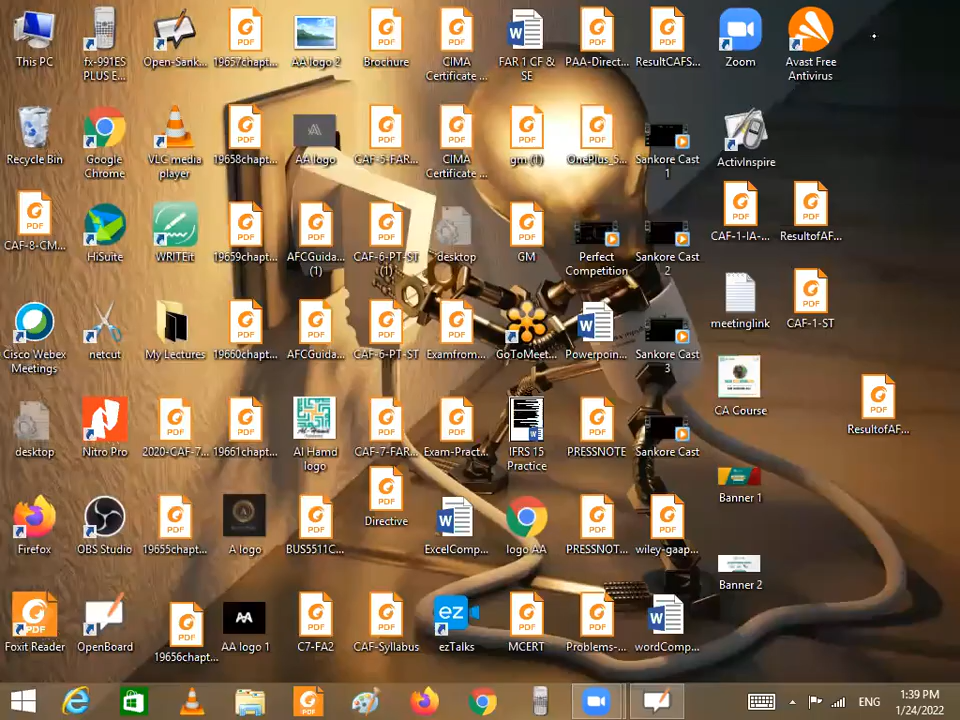 This PC
Recycle Bin
CAF-8-CM...
Cisco Webex
Meetings
desktop
Firefox
Foxit Reader
fx-991ES
PLUS E...
Google
Chrome
HiSuite
netcut
Nitro Pro
OBS Studio
OpenBoard
Open-Sank...
VLC media
player
WRITEit
My Lectures
2020-CAF-7...
19655chapt...
19656chapt...
19657chapt...
19658chapt...
19659chapt...
19660chapt...
19661chapt...
A logo
AA logo 1
AA logo 2
AA logo
AFCGuida...
(1)
AFCGuida...
Al Hamd
logo
BUS5511C...
C7-FA2
Brochure
CAF-5-FAR...
CAF-6-PT-ST
(1)
CAF-6-PT-ST
CAF-7-FAR...
Directive
CAF-Syllabus
CIMA
Certificate ...
CIMA
Certificate ...
desktop
Examfrom...
Exam-Pract...
ExcelComp...
ezTalks
FAR 1 CF &
SE
gm (1)
GM
GoToMeet...
IFRS 15
Practice
logo AA
MCERT
PAA-Direct...
OnePlus_5...
Perfect
Competition
Powerpoin...
PRESSNOTE
PRESSNOT...
Problems-...
ResultCAFS...
Sankore Cast
1
Sankore Cast
2
Sankore Cast
3
Sankore Cast
wiley-gaap...
wordComp...
Zoom
ActivInspire
CAF-1-IA-...
meetinglink
CA Course
Banner 1
Banner 2
Avast Free
Antivirus
ResultofAF...
CAF-1-ST
ResultofAF...
ENG
1:39 PM
1/24/2022